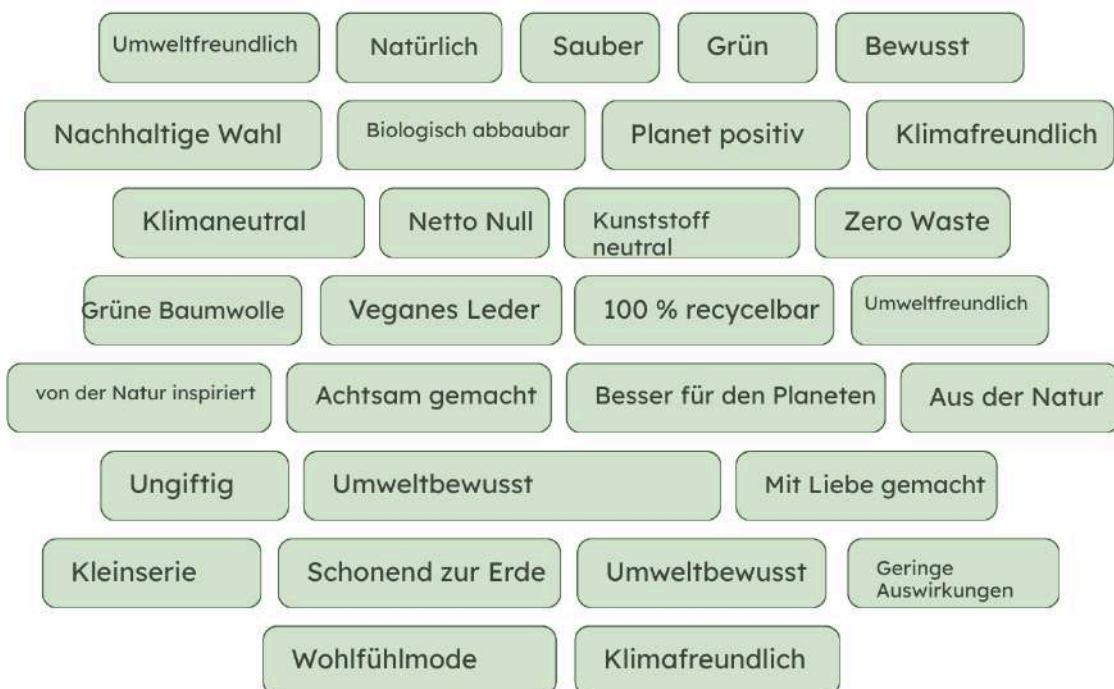 Umweltfreundlich
Natürlich
Sauber
Grün
Bewusst
Nachhaltige Wahl
Biologisch abbaubar
Planet positiv
Klimafreundlich
Klimaneutral
Netto Null
Kunststoff
neutral
Zero Waste
Grüne Baumwolle
Veganes Leder
100 % recycelbar
Umweltfreundlich
von der Natur inspiriert
Achtsam gemacht
Besser für den Planeten
Aus der Natur
Ungiftig
Umweltbewusst
Mit Liebe gemacht
Kleinserie
Schonend zur Erde
Umweltbewusst
Geringe
Auswirkungen
Wohlfühlmode
Klimafreundlich